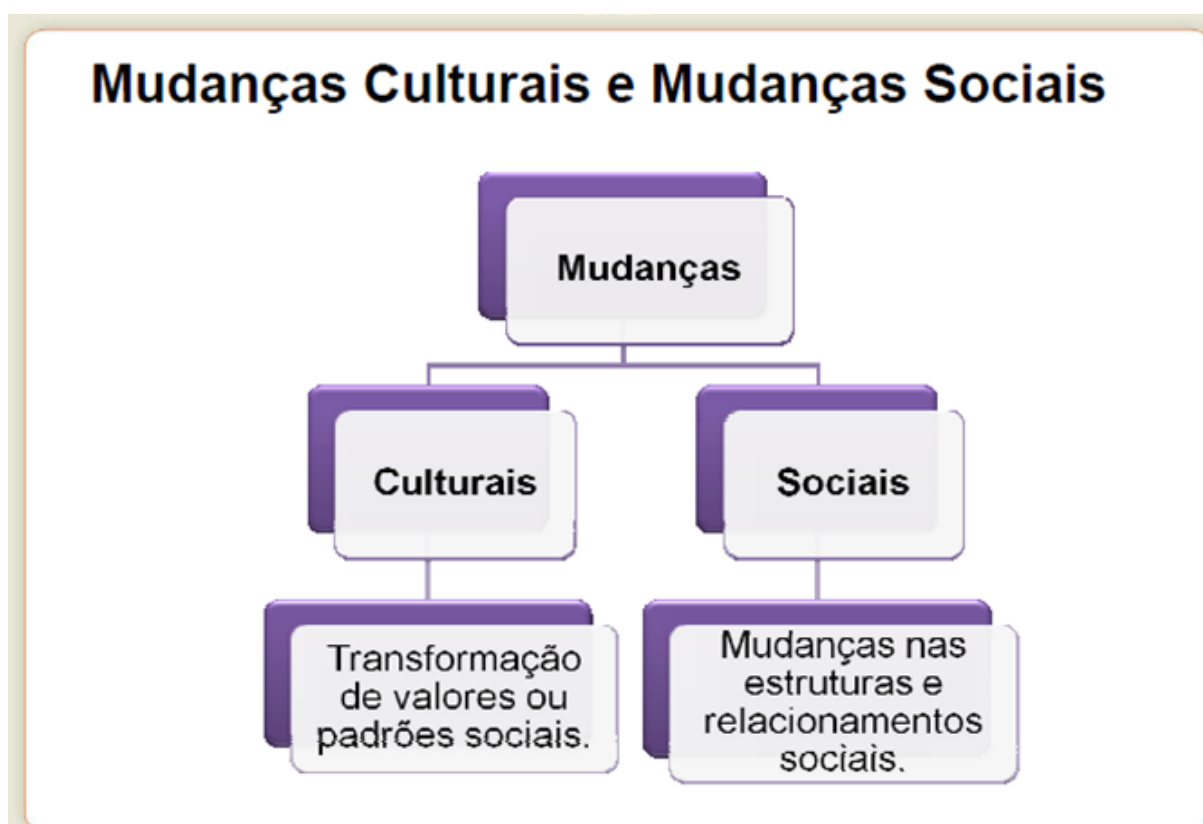 Mudanças Culturais e Mudanças Sociais
Mudanças
Culturais
Sociais
Transformação
de valores ou
padrões sociais.
Mudanças nas
estruturas e
relacionamentos
sociais.